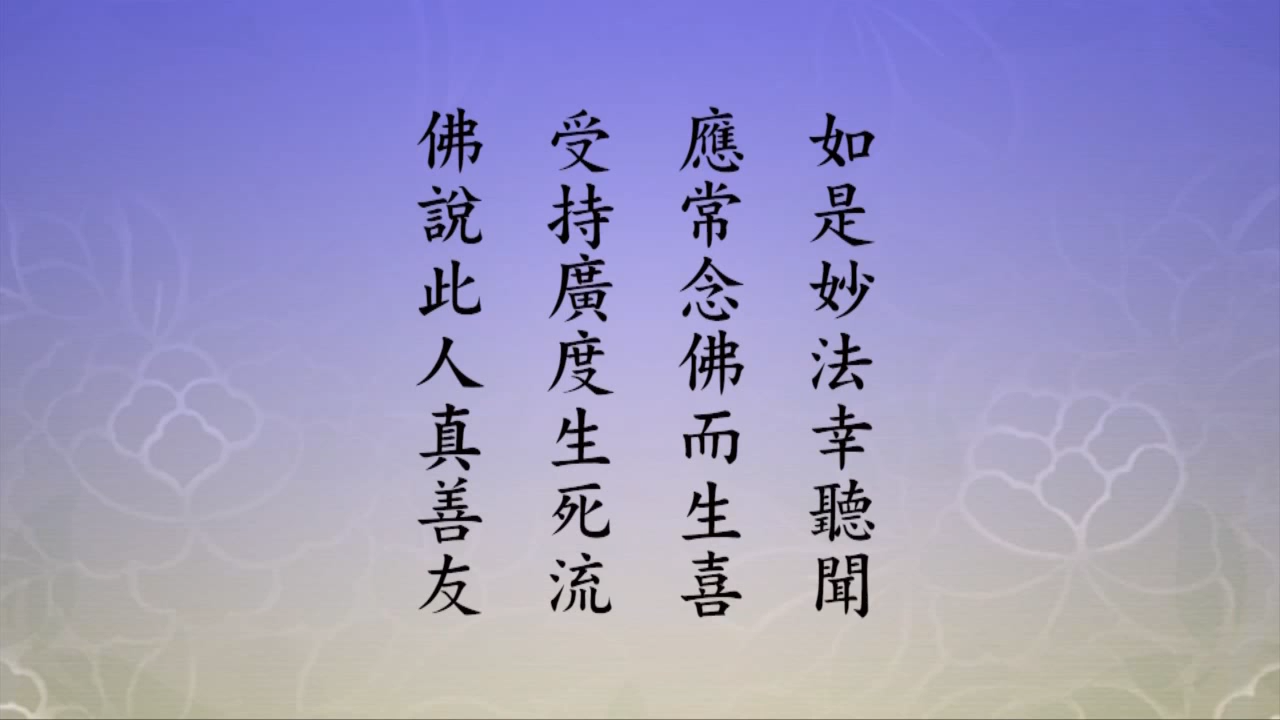 如是妙法幸聽聞
應常念佛而生喜
受持廣度生死流
佛說此人真善友